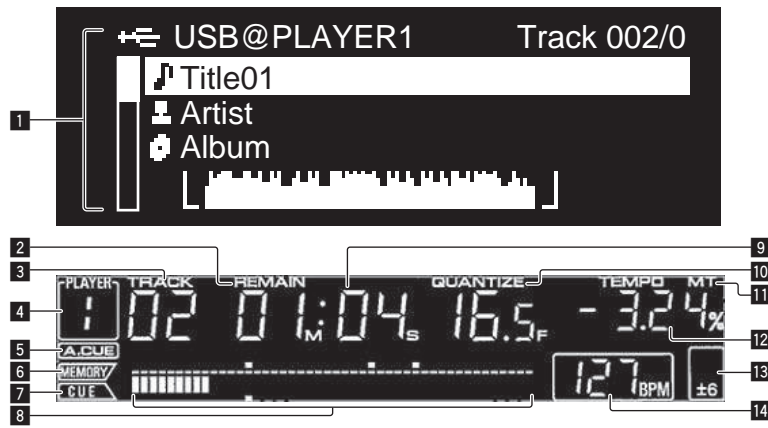 USB@PLAYER1 Track 002/0
Title01
1 Artist
Album
2 9
3 TRACK REMAIN QUANTIZE TEMPO MT 10
PLAYER 11
4 1 02 01:04 16.5 -3.24%
M S F
5 A.CUE 12
6 MEMORY 13
7 CUE 127 BPM ±6
8 14